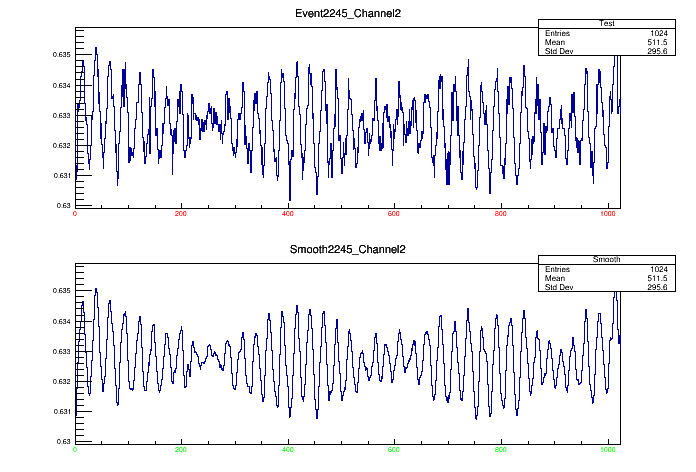 Event2245_Channel2
Test
Entries 1024
Mean 511.5
Std Dev 295.6
0.635
0.634
0.633
0.632
0.631
0.63
0 200 400 600 800 1000
Smooth2245_Channel2
Smooth
Entries 1024
Mean 511.5
Std Dev 295.6
0.635
0.634
0.633
0.632
0.631
0.63
0 200 400 600 800 1000